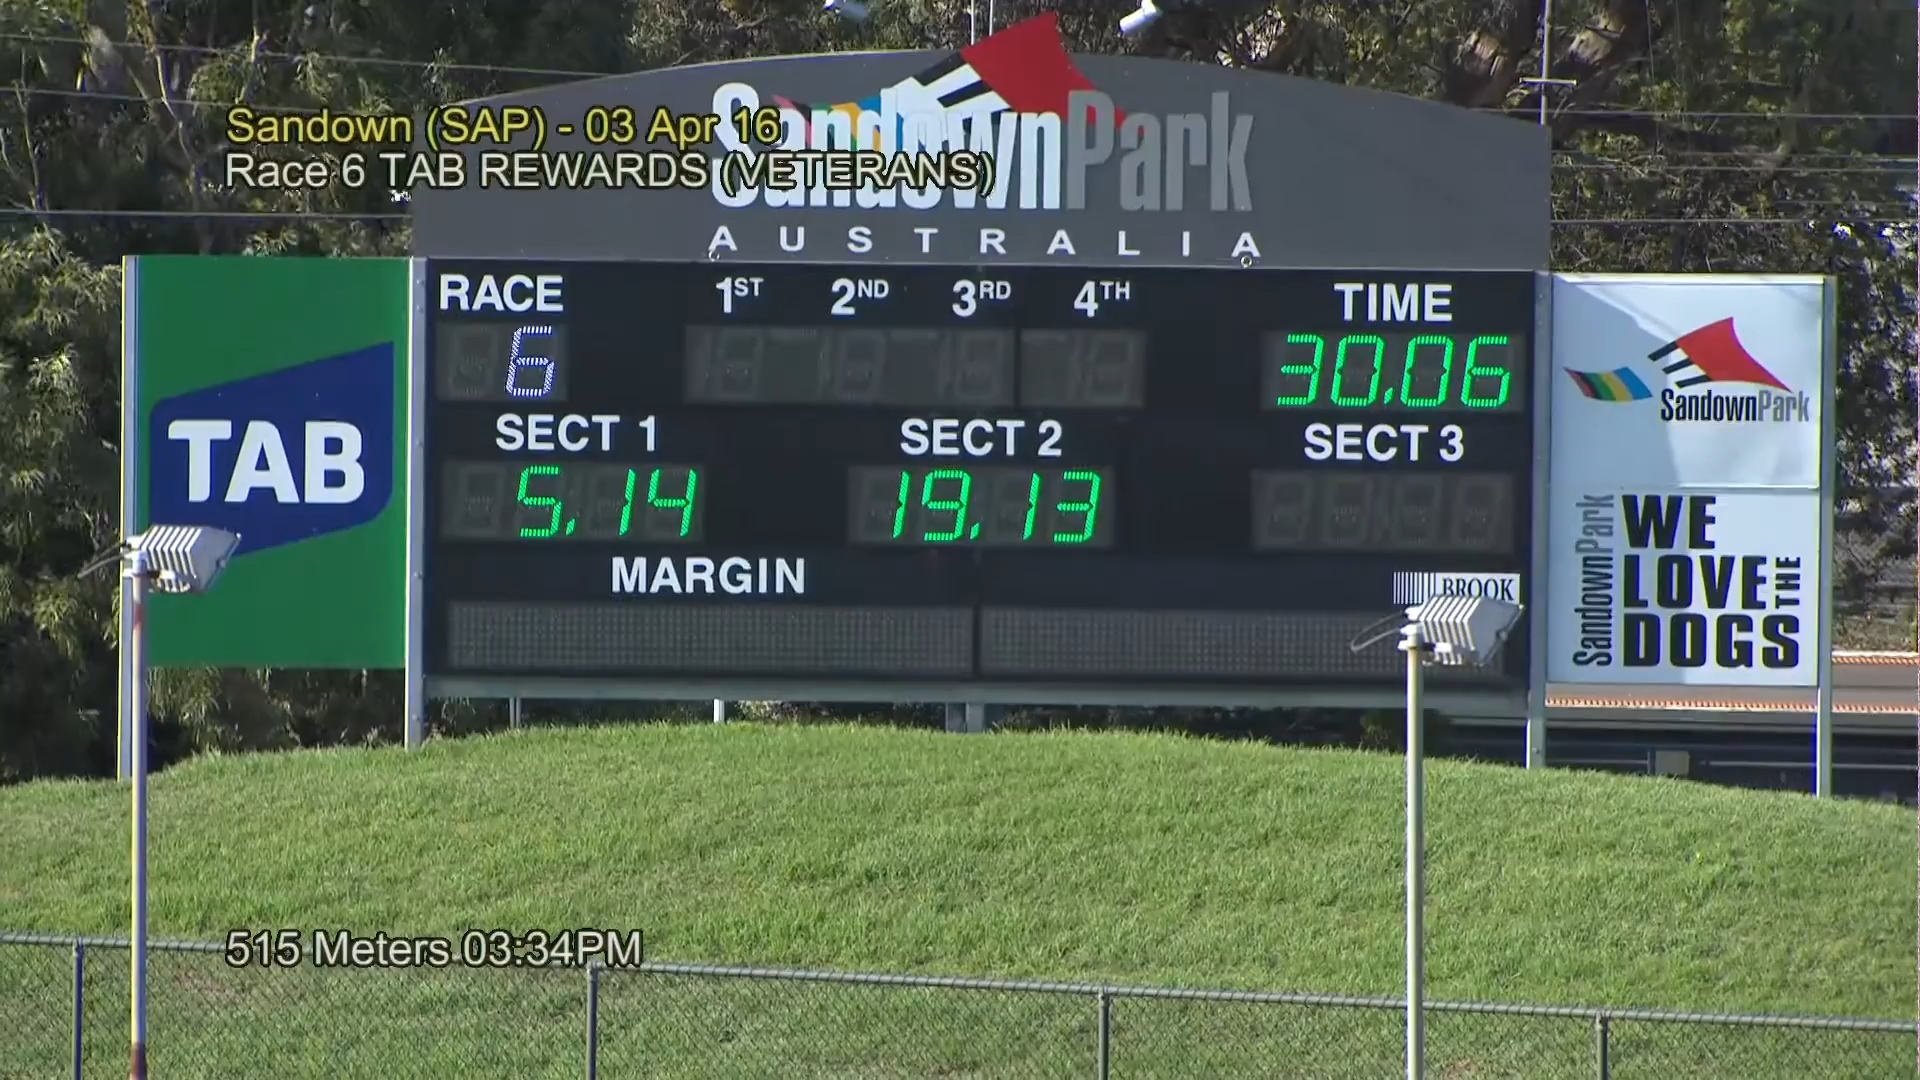 Sandown (SAP) - 03 Apr 16
Race 6 TAB REWARDS (VETERANS)
SandownPark
AUSTRALIA
RACE 1ST 2ND 3RD 4TH TIME
6 30.06
SECT 1 SECT 2 SECT 3
5.14 19.13
MARGIN
BROOK
TAB
SandownPark
SandownPark
WE
LOVE THE
DOGS
515 Meters 03:34PM